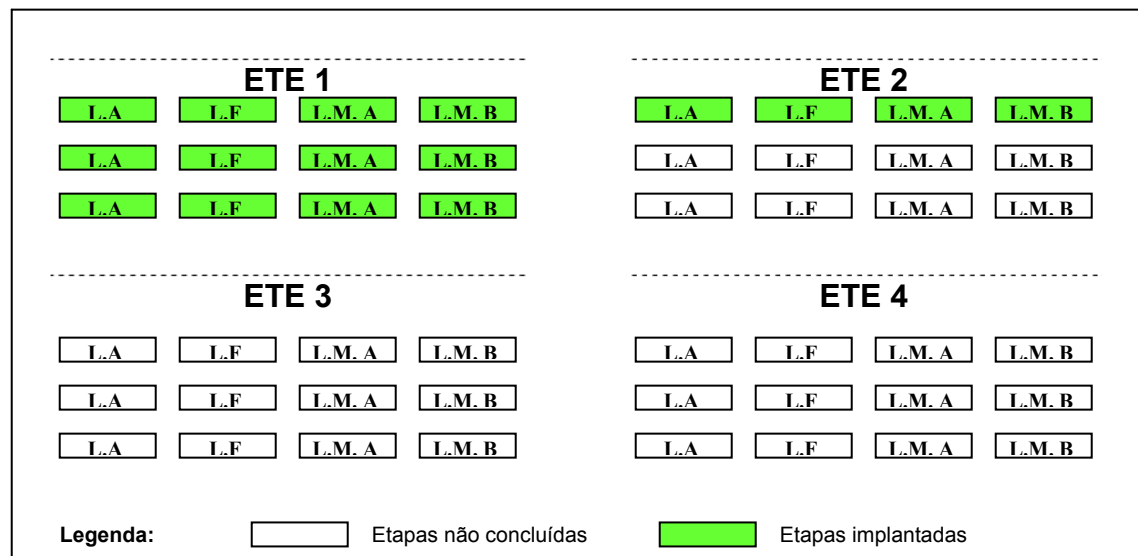 ETE 1 ETE 2
L.A L.F L.M. A L.M. B L.A L.F L.M. A L.M. B
L.A L.F L.M. A L.M. B L.A L.F L.M. A L.M. B
L.A L.F L.M. A L.M. B L.A L.F L.M. A L.M. B
ETE 3 ETE 4
L.A L.F L.M. A L.M. B L.A L.F L.M. A L.M. B
L.A L.F L.M. A L.M. B L.A L.F L.M. A L.M. B
L.A L.F L.M. A L.M. B L.A L.F L.M. A L.M. B
Legenda: Etapas não concluídas Etapas implantadas